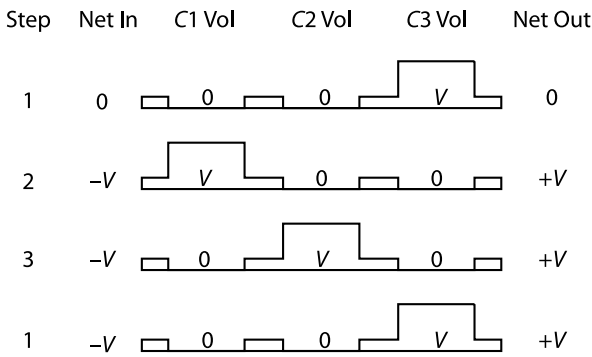 Step Net In C1 Vol C2 Vol C3 Vol Net Out
1 0 0 0 V 0
2 –V V 0 0 +V
3 –V 0 V 0 +V
1 –V 0 0 V +V